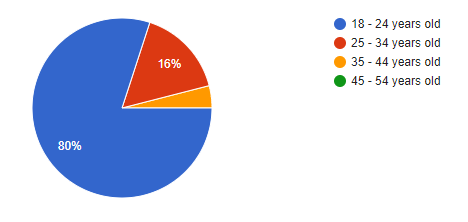 18 - 24 years old
25 - 34 years old
35 - 44 years old
45 - 54 years old
16%
80%